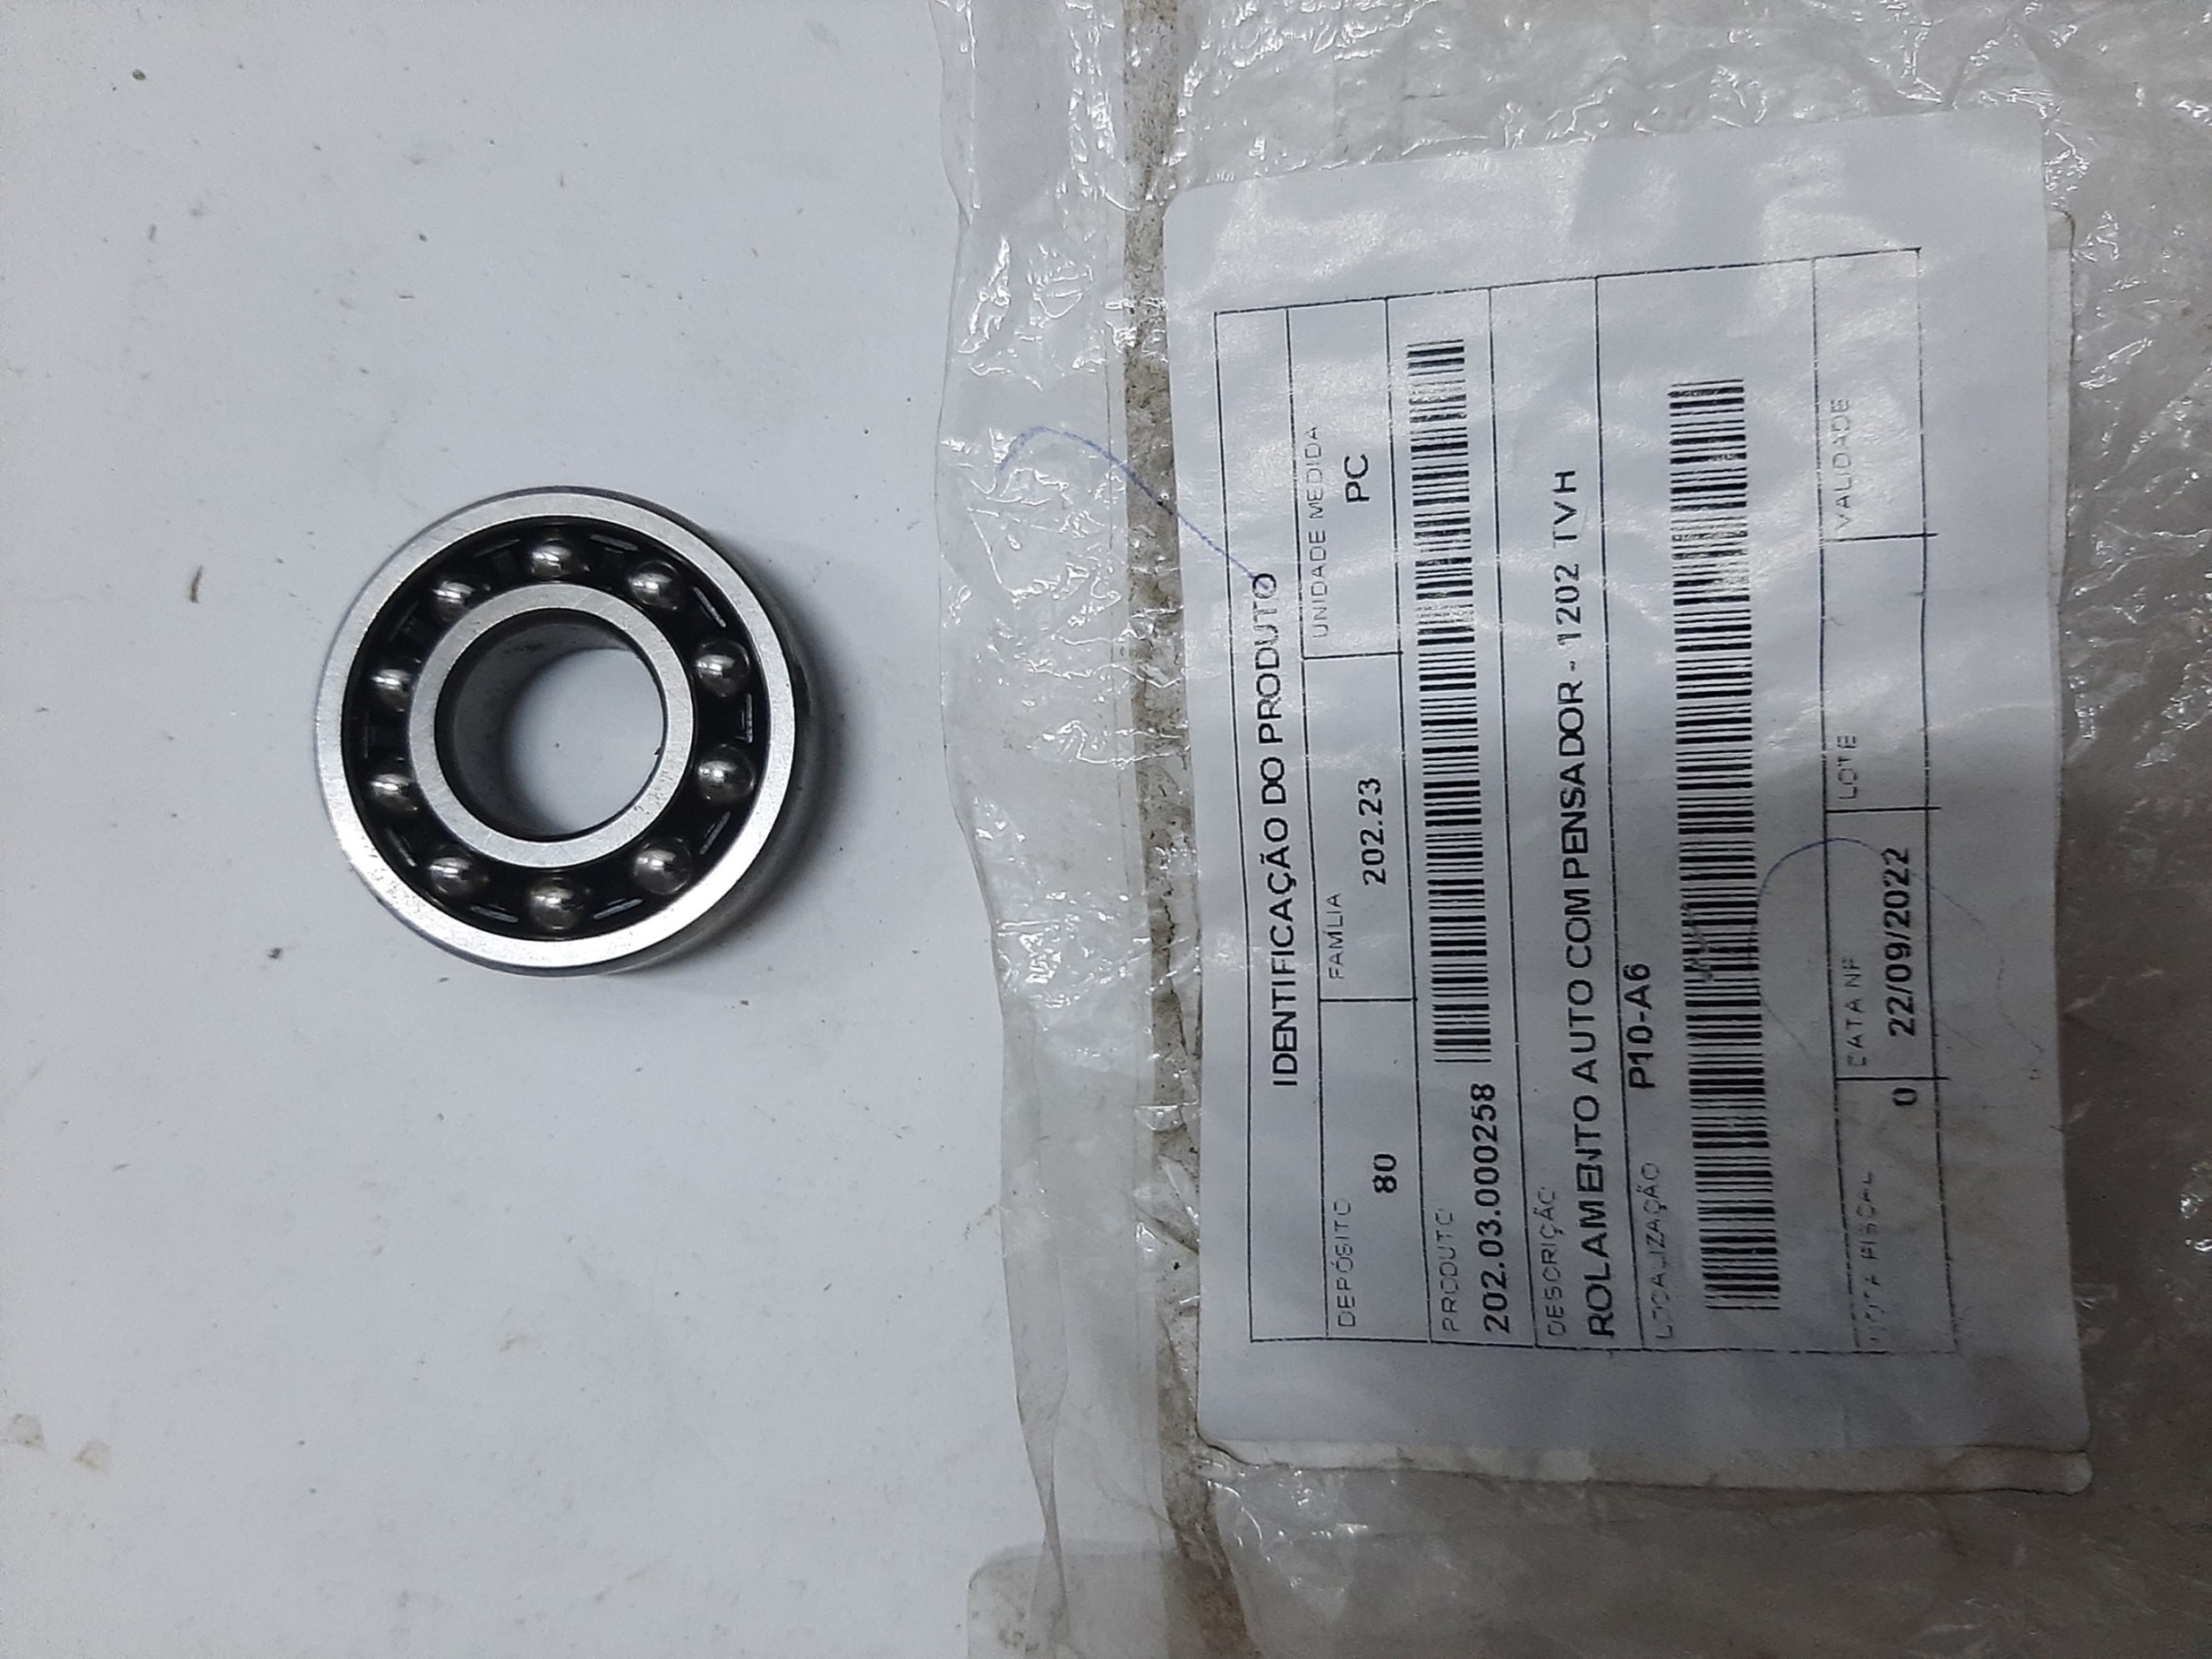 IDENTIFICAÇÃO DO PRODUTO
DEPÓSITO FAMÍLIA UNIDADE MEDIDA
80 202.23 PC
PRODUTO
202.03.000258
DESCRIÇÃO
ROLAMENTO AUTO COMPENSADOR - 1202 TVH
LOCALIZAÇÃO P10-A6
NOTA FISCAL DATA NF LOTE VALIDADE
0 22/09/2022